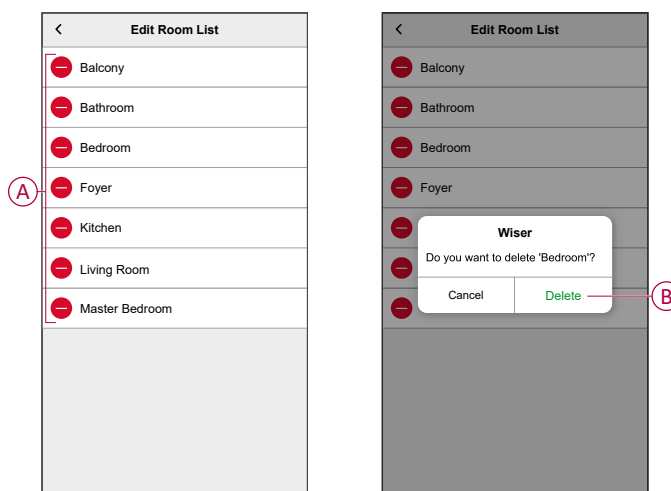 Edit Room List
Balcony
Bathroom
Bedroom
Foyer
Kitchen
Living Room
Master Bedroom
A
Edit Room List
Balcony
Bathroom
Bedroom
Foyer
Wiser
Do you want to delete 'Bedroom'?
Cancel Delete
B